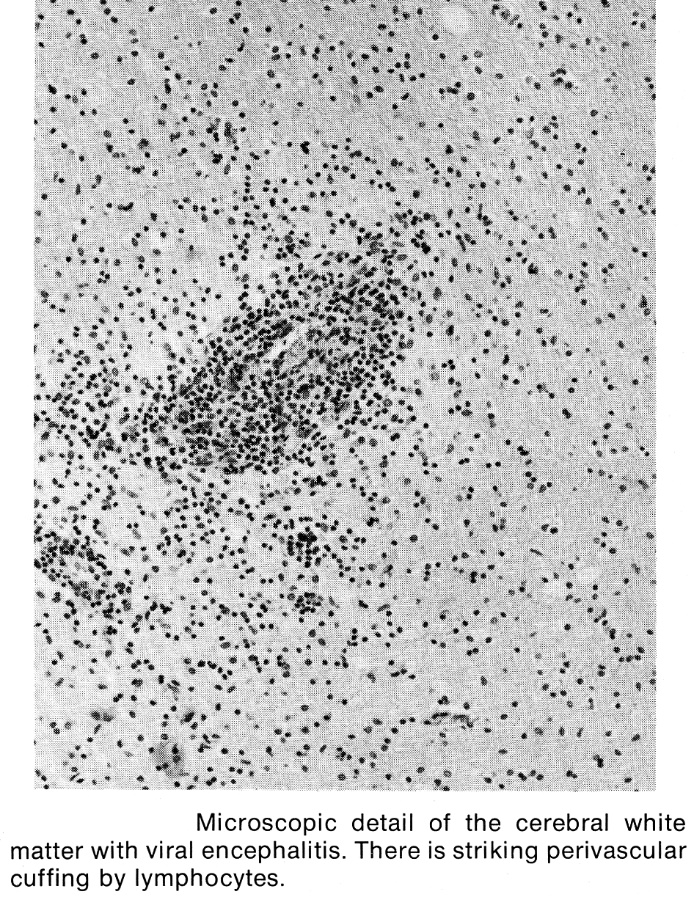 Microscopic detail of the cerebral white
matter with viral encephalitis. There is striking perivascular
cuffing by lymphocytes.